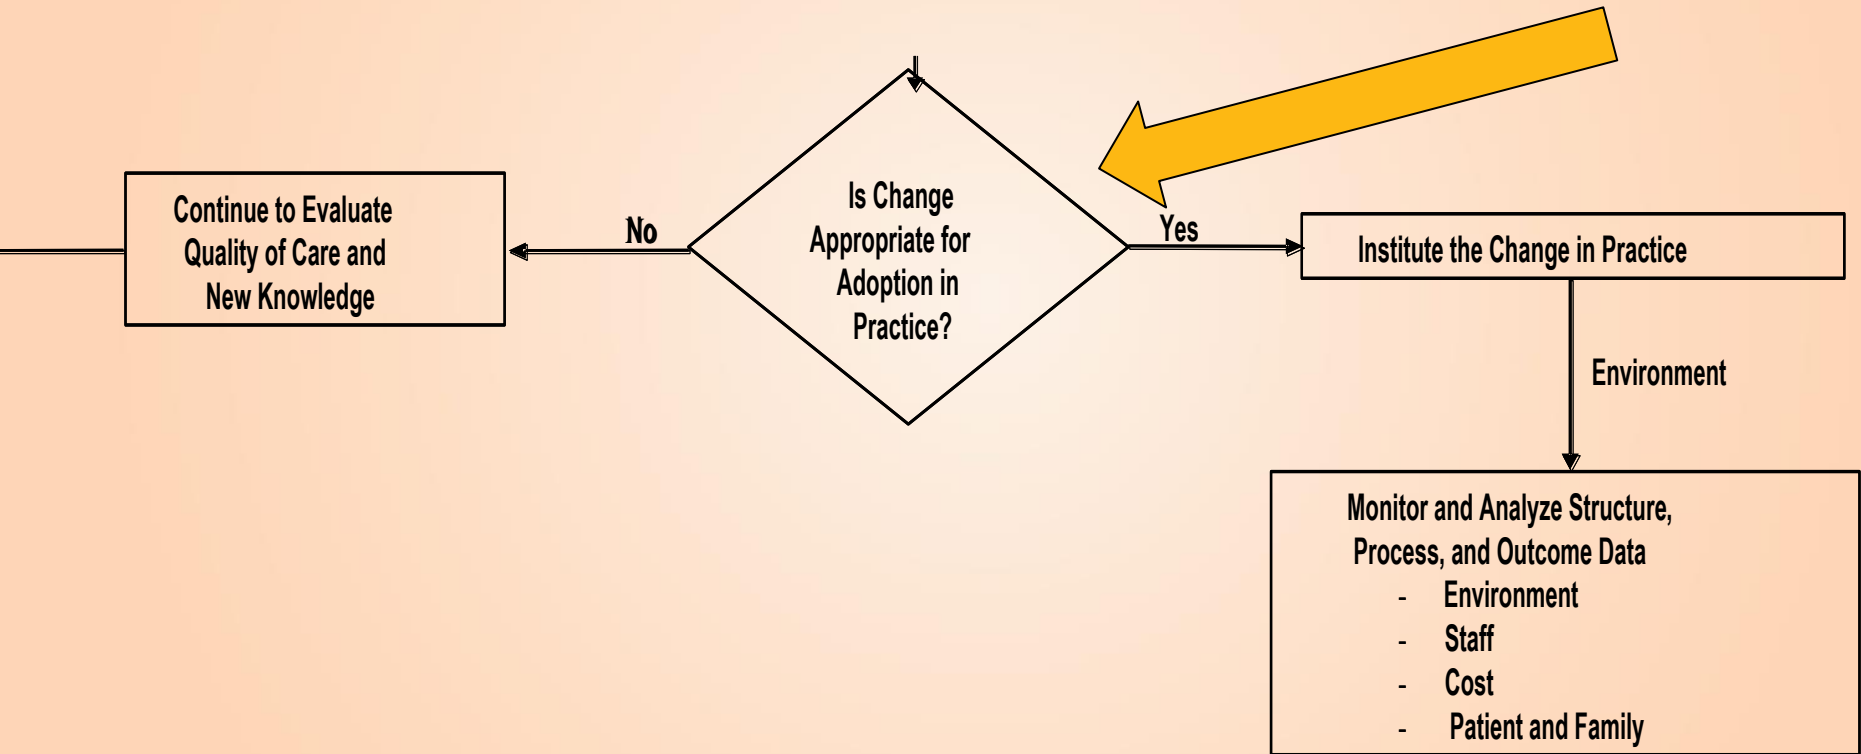 Continue to Evaluate
Quality of Care and
New Knowledge
No
Is Change
Appropriate for
Adoption in
Practice?
Yes
Institute the Change in Practice
Environment
Monitor and Analyze Structure,
Process, and Outcome Data
- Environment
- Staff
- Cost
- Patient and Family